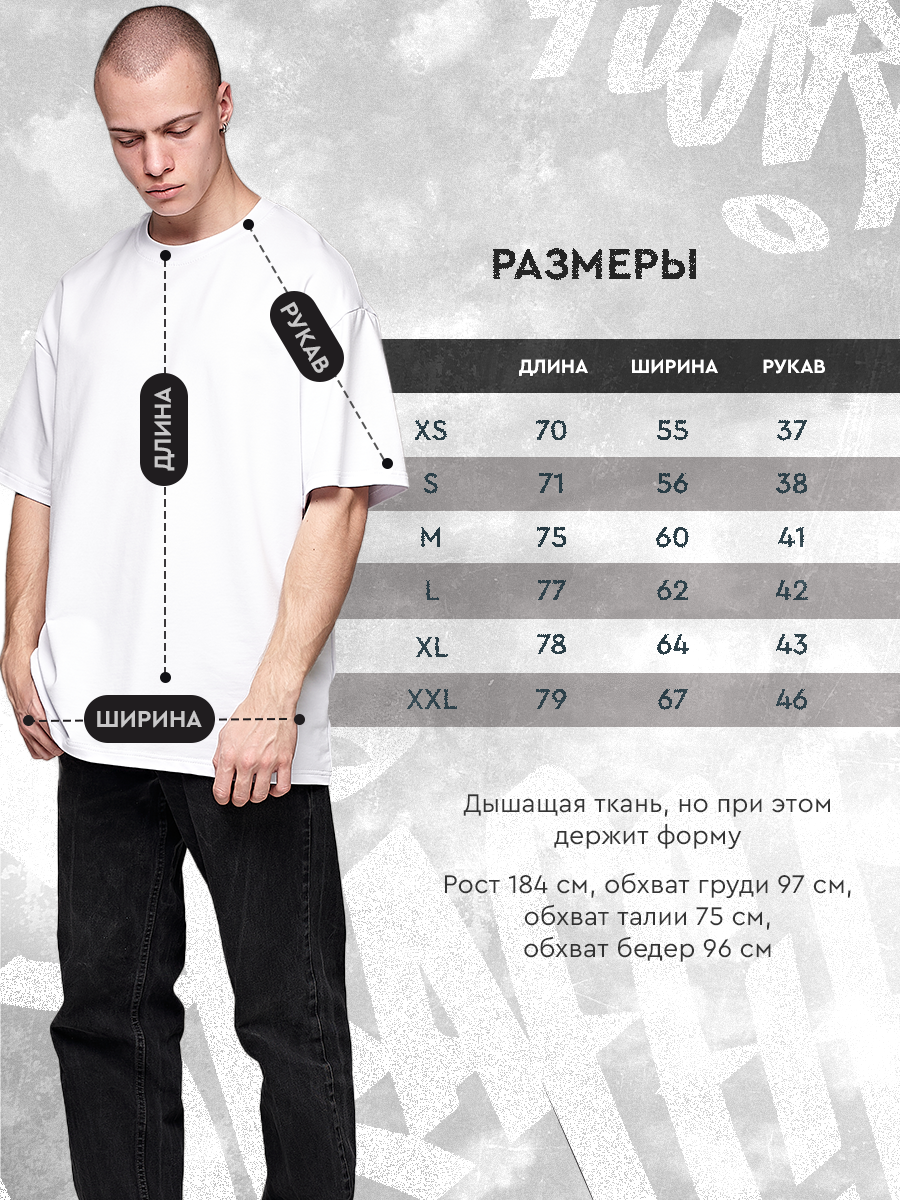 РАЗМЕРЫ
ДЛИНА ШИРИНА РУКАВ
XS 70 55 37
S 71 56 38
M 75 60 41
L 77 62 42
XL 78 64 43
XXL 79 67 46
РУКАВ
ДЛИНА
ШИРИНА
Дышащая ткань, но при этом
держит форму
Рост 184 см, обхват груди 97 см,
обхват талии 75 см,
обхват бедер 96 см